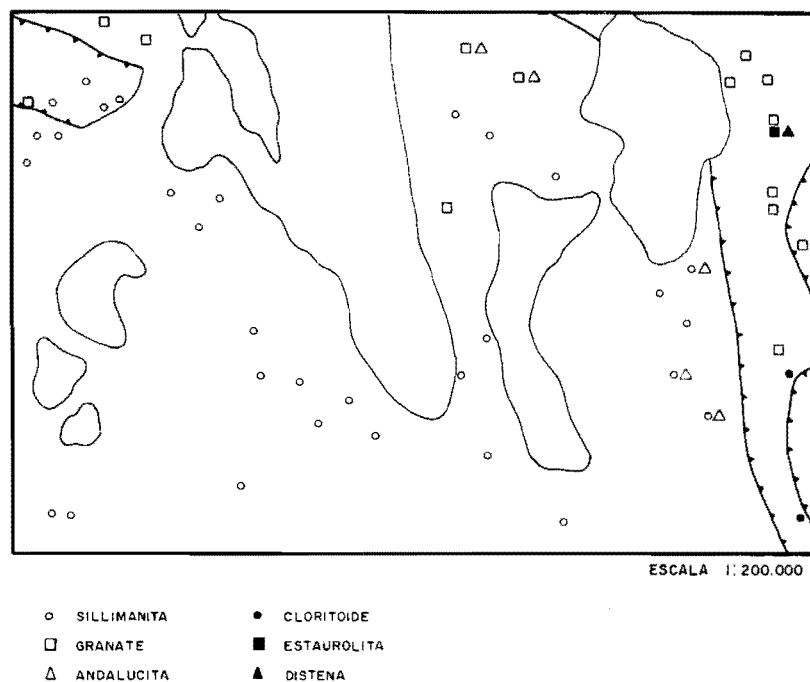 ESCALA 1:200.000
SILLIMANITA
GRANATE
ANDALUCITA
CLORITOIDE
ESTAUROLITA
DISTENA